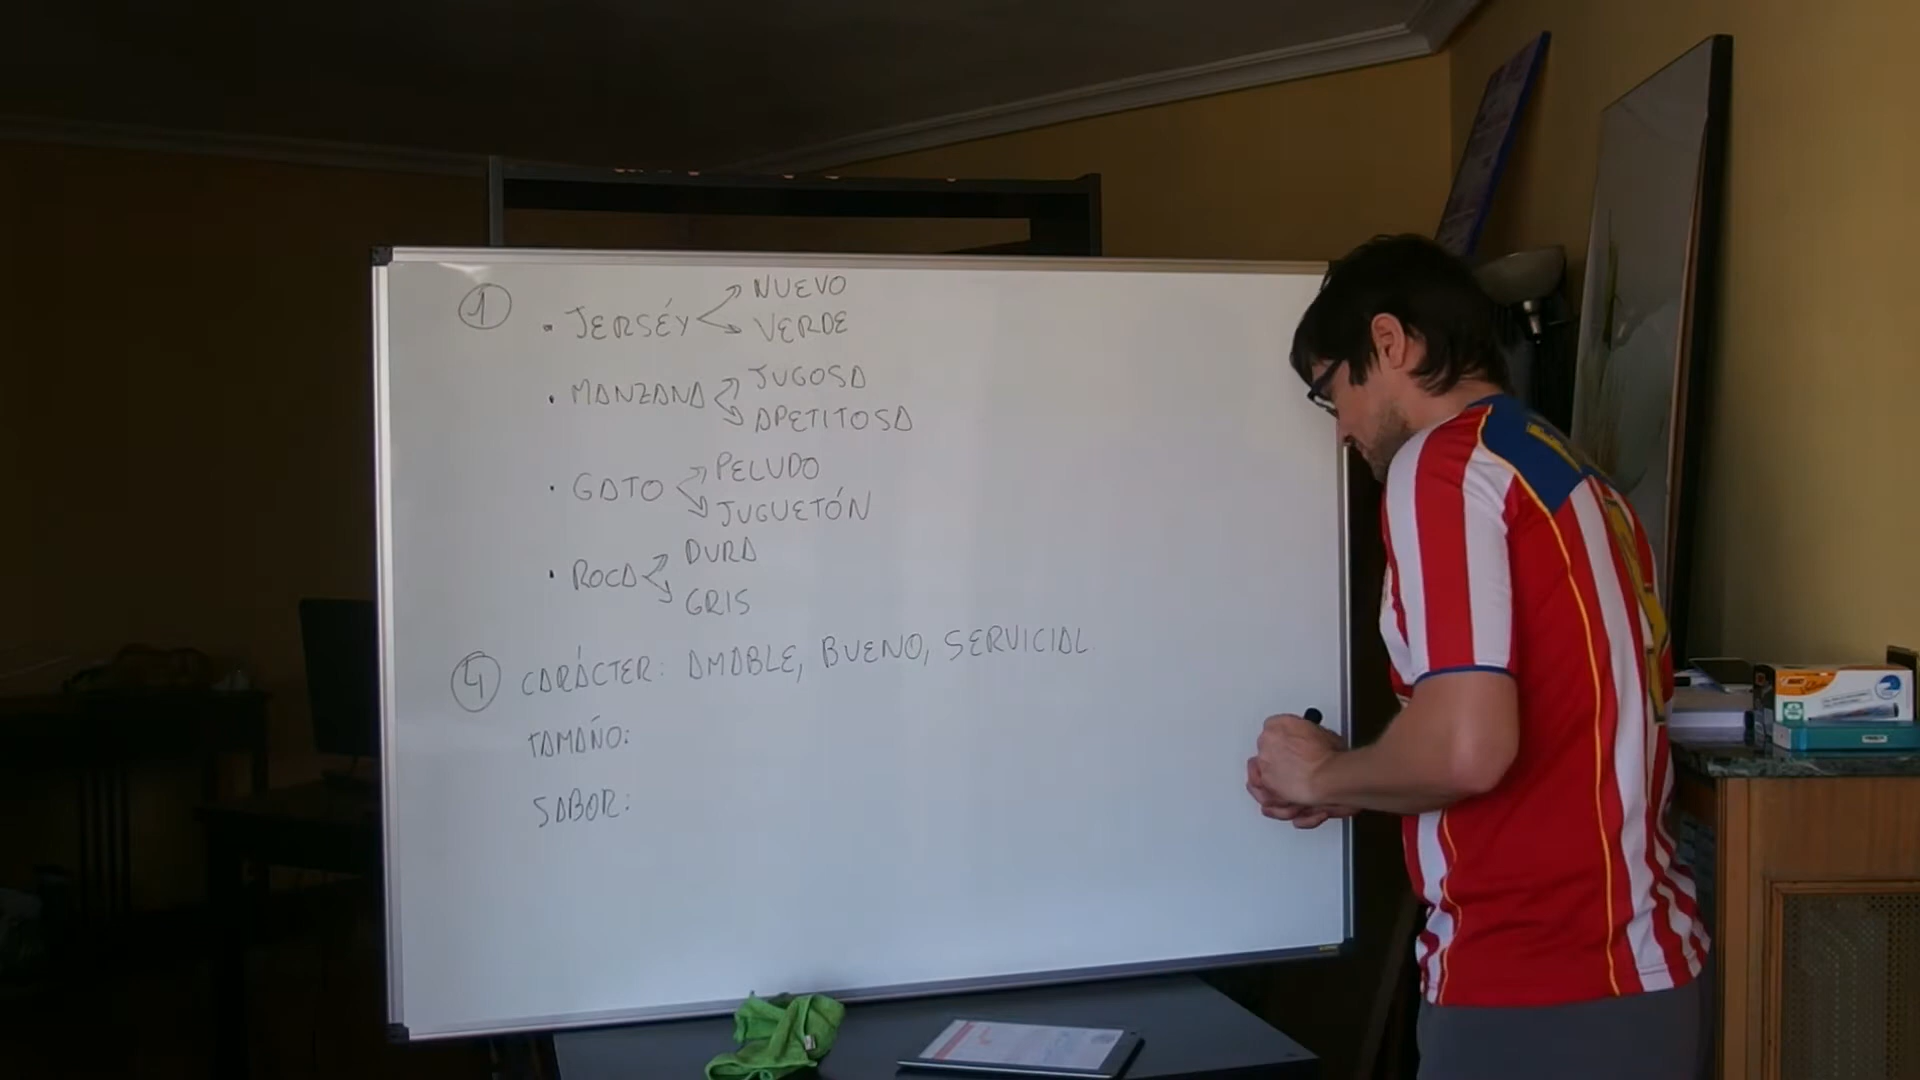 1
• JERSÉY
NUEVO
VERDE
• MANZANA
JUGOSA
APETITOSA
• GATO
PELUDO
JUGUETÓN
• ROCA
DURA
GRIS
4 CARÁCTER: AMABLE, BUENO, SERVICIAL
TAMAÑO:
SABOR:
BIC